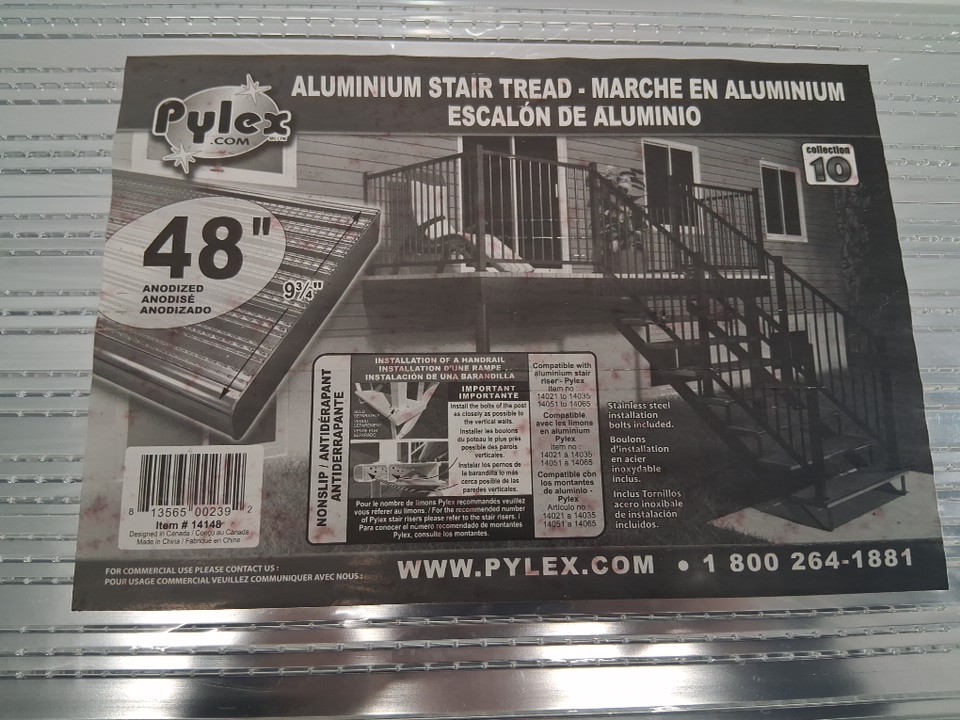 Pylex
.COM
ALUMINIUM STAIR TREAD - MARCHE EN ALUMINIUM
ESCALÓN DE ALUMINIO
collection
10
48"
ANODIZED
ANODISÉ
ANODIZADO
9¾"
NONSLIP / ANTIDÉRAPANT
ANTIDERRAPANTE
INSTALLATION OF A HANDRAIL
INSTALLATION D'UNE RAMPE
INSTALACIÓN DE UNA BARANDILLA
IMPORTANT
IMPORTANTE
Install the bolts of the post
as closely as possible to
the vertical walls.
Installer les boulons
du poteau le plus près
possible des parois
verticales.
Instalar los pernos de
la barandilla lo más
cerca posible de las
paredes verticales.
Pour le nombre de limons Pylex recommandés veuillez
vous referer au limons. / For the recommended number
of Pylex stair risers please refer to the stair risers. /
Para conocer el número recomendado de montantes
Pylex, consulte los montantes.
Compatible with
aluminium stair
riser - Pylex
Item no :
14021 to 14035
14051 to 14065
Compatible
avec les limons
en aluminium
Pylex
Item no :
14021 à 14035
14051 à 14065
Compatible con
los montantes
de aluminio -
Pylex
Artículo no :
14021 a 14035
14051 a 14065
Stainless steel
installation
bolts included.
Boulons
d'installation
en acier
inoxydable
inclus.
Inclus Tornillos
acero inoxibale
de instalación
incluidos.
8 13565 00239 2
Item # 14148
Designed in Canada / Conçu au Canada
Made in China / Fabriqué en Chine
FOR COMMERCIAL USE PLEASE CONTACT US :
POUR USAGE COMMERCIAL VEUILLEZ COMMUNIQUER AVEC NOUS :
WWW.PYLEX.COM • 1 800 264-1881